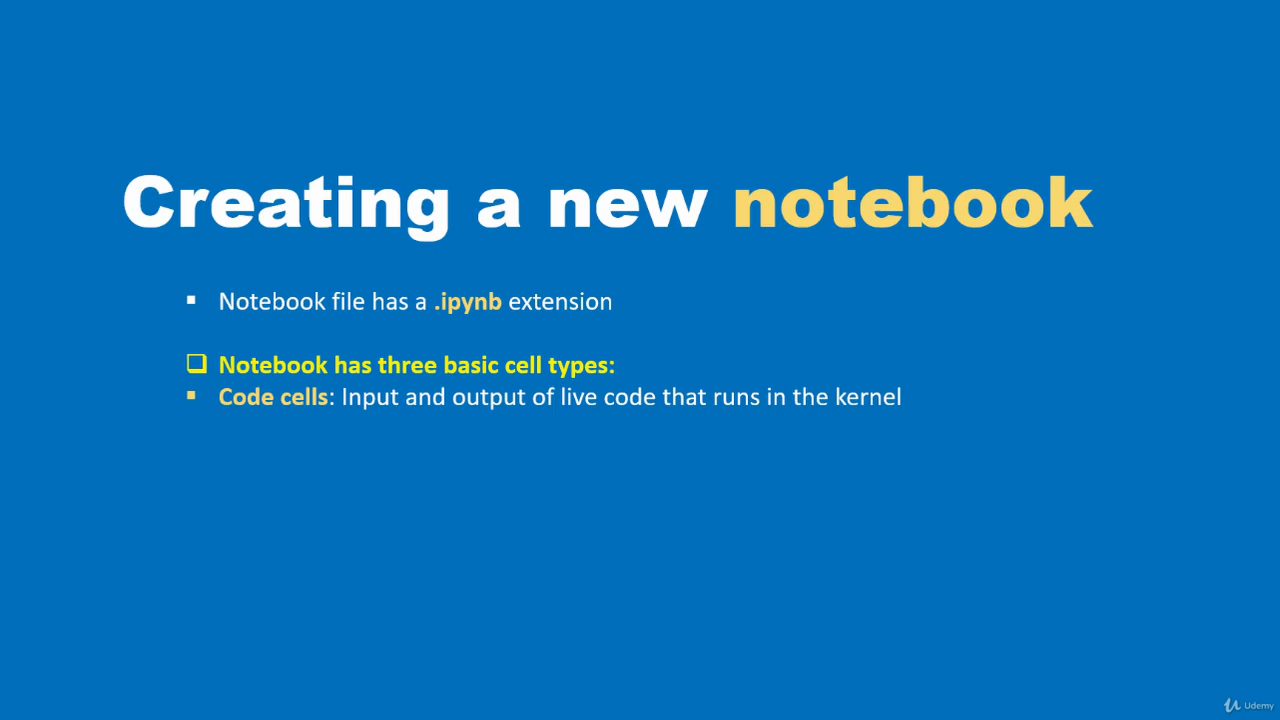 Creating a new notebook
▪ Notebook file has a .ipynb extension
❑ Notebook has three basic cell types:
▪ Code cells: Input and output of live code that runs in the kernel
Udemy